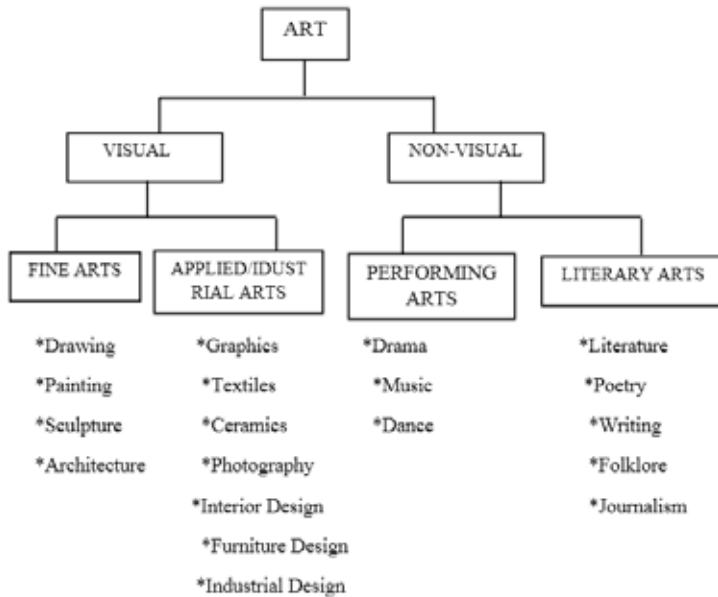 ART
VISUAL
NON-VISUAL
FINE ARTS
APPLIED/IDUST
RIAL ARTS
PERFORMING
ARTS
LITERARY ARTS
*Drawing
*Painting
*Sculpture
*Architecture
*Graphics
*Textiles
*Ceramics
*Photography
*Interior Design
*Furniture Design
*Industrial Design
*Drama
*Music
*Dance
*Literature
*Poetry
*Writing
*Folklore
*Journalism